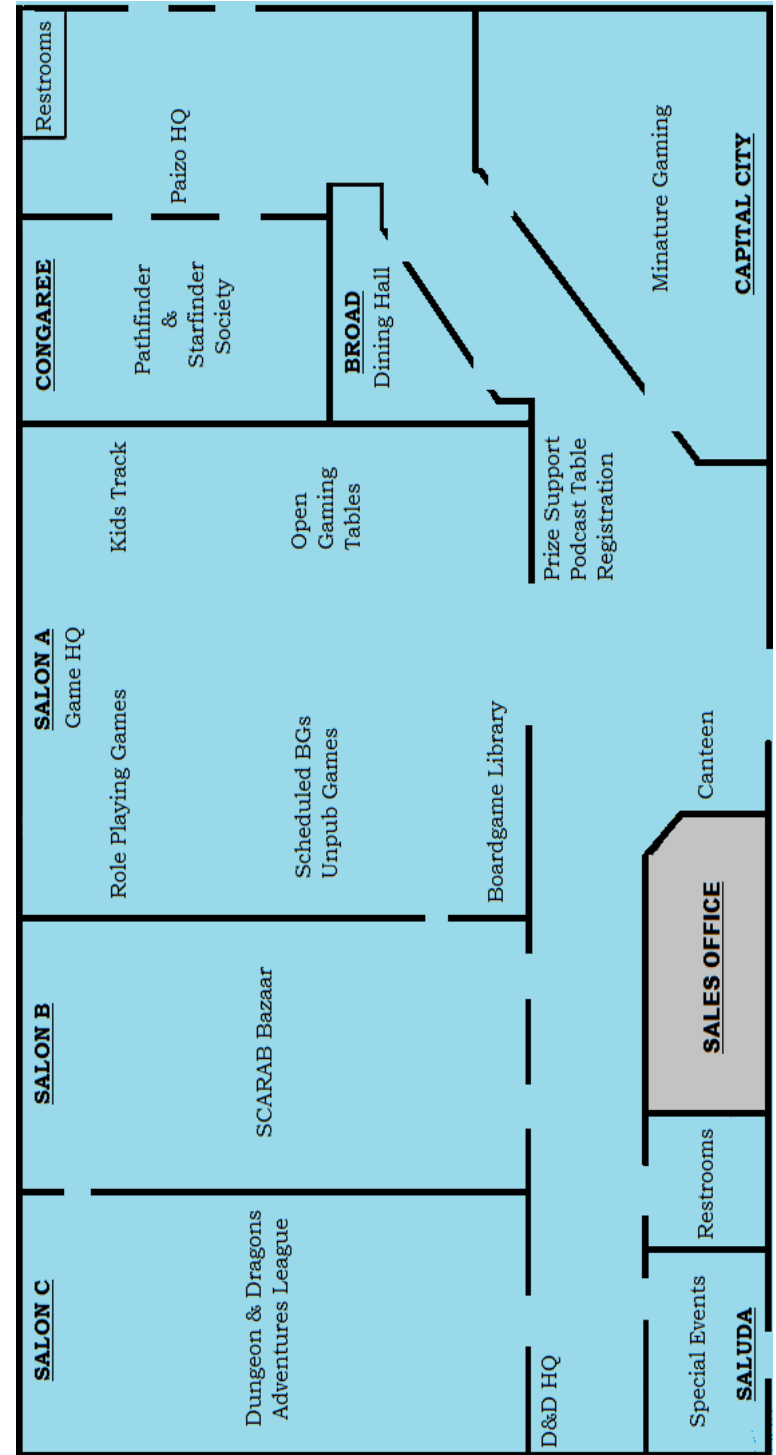 SALON C
Dungeon & Dragons
Adventures League
D&D HQ
Special Events
SALUDA
Restrooms
SALON B
SCARAB Bazaar
SALES OFFICE
SALON A
Game HQ
Role Playing Games
Kids Track
Scheduled BGs
Unpub Games
Open
Gaming
Tables
Boardgame Library
Prize Support
Podcast Table
Registration
Canteen
CONGAREE
Pathfinder
&
Starfinder
Society
BROAD
Dining Hall
Restrooms
Paizo HQ
Minature Gaming
CAPITAL CITY